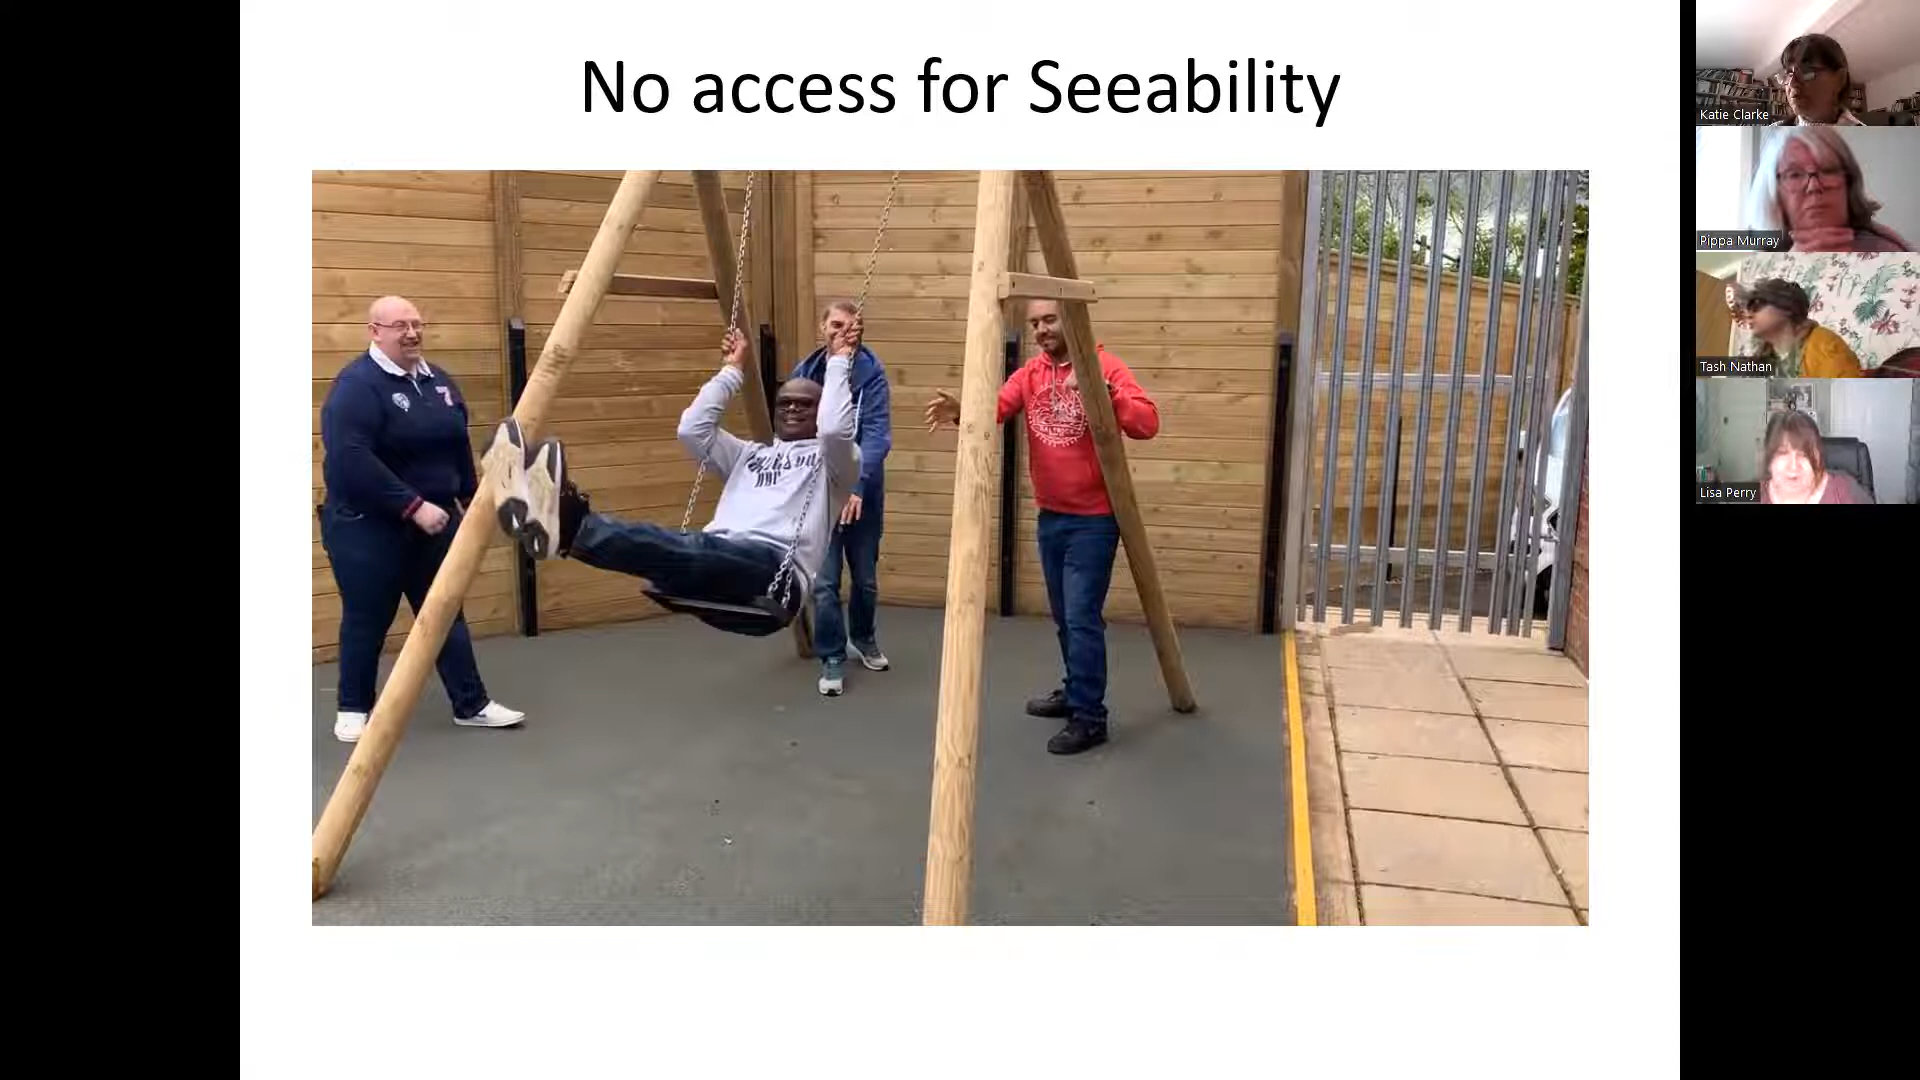 No access for Seeability
Katie Clarke
Pippa Murray
Tash Nathan
Lisa Perry